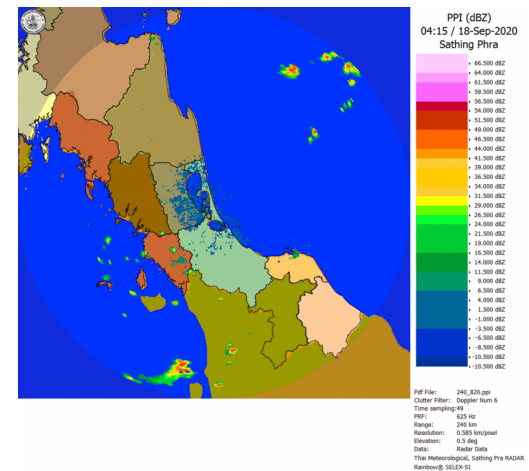 PPI (dBZ)
04:15 / 18-Sep-2020
Sathing Phra
66.500 dBZ
64.000 dBZ
61.500 dBZ
59.500 dBZ
56.500 dBZ
54.000 dBZ
51.500 dBZ
49.000 dBZ
46.500 dBZ
44.000 dBZ
41.500 dBZ
39.000 dBZ
36.500 dBZ
34.000 dBZ
31.500 dBZ
29.000 dBZ
26.500 dBZ
24.000 dBZ
21.500 dBZ
19.000 dBZ
16.500 dBZ
14.000 dBZ
11.500 dBZ
9.000 dBZ
6.500 dBZ
4.000 dBZ
1.500 dBZ
-1.000 dBZ
-3.500 dBZ
-6.500 dBZ
-8.500 dBZ
-10.500 dBZ
-10.500 dBZ
Pdf File: 240_820.ppi
Clutter Filter: Doppler Num 6
Time sampling:49
PRF: 625 Hz
Range: 240 km
Resolution: 0.585 km/pixel
Elevation: 0.5 deg
Data: Radar Data
Thai Meteorological, Sathing Pra RADAR
Rainbow® SELEX-SI